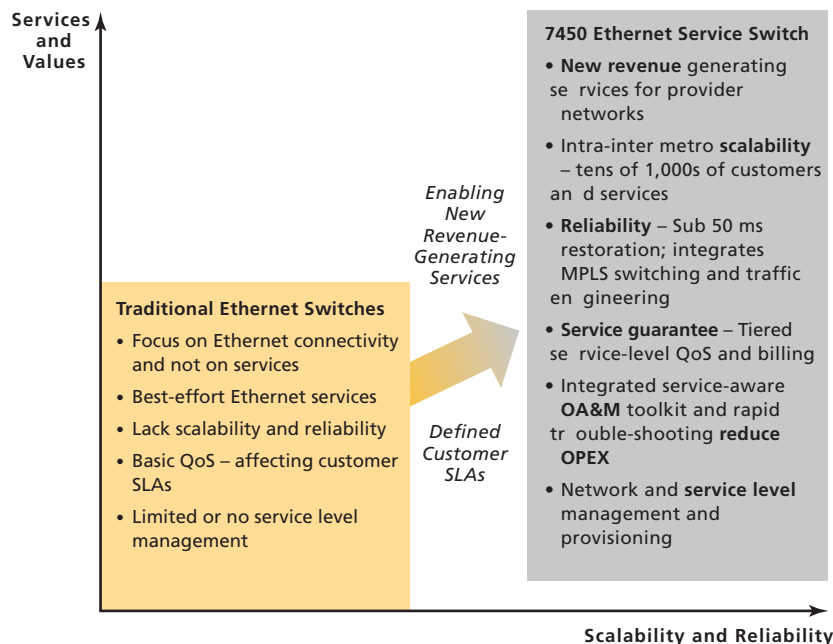 Services
and
Values
7450 Ethernet Service Switch
• New revenue generating
se rvices for provider
networks
• Intra-inter metro scalability
– tens of 1,000s of customers
an d services
• Reliability – Sub 50 ms
restoration; integrates
MPLS switching and traffic
en gineering
• Service guarantee – Tiered
se rvice-level QoS and billing
• Integrated service-aware
OA&M toolkit and rapid
tr ouble-shooting reduce
OPEX
• Network and service level
management and
provisioning
Enabling
New
Revenue-
Generating
Services
Defined
Customer
SLAs
Traditional Ethernet Switches
• Focus on Ethernet connectivity
and not on services
• Best-effort Ethernet services
• Lack scalability and reliability
• Basic QoS – affecting customer
SLAs
• Limited or no service level
management
Scalability and Reliability